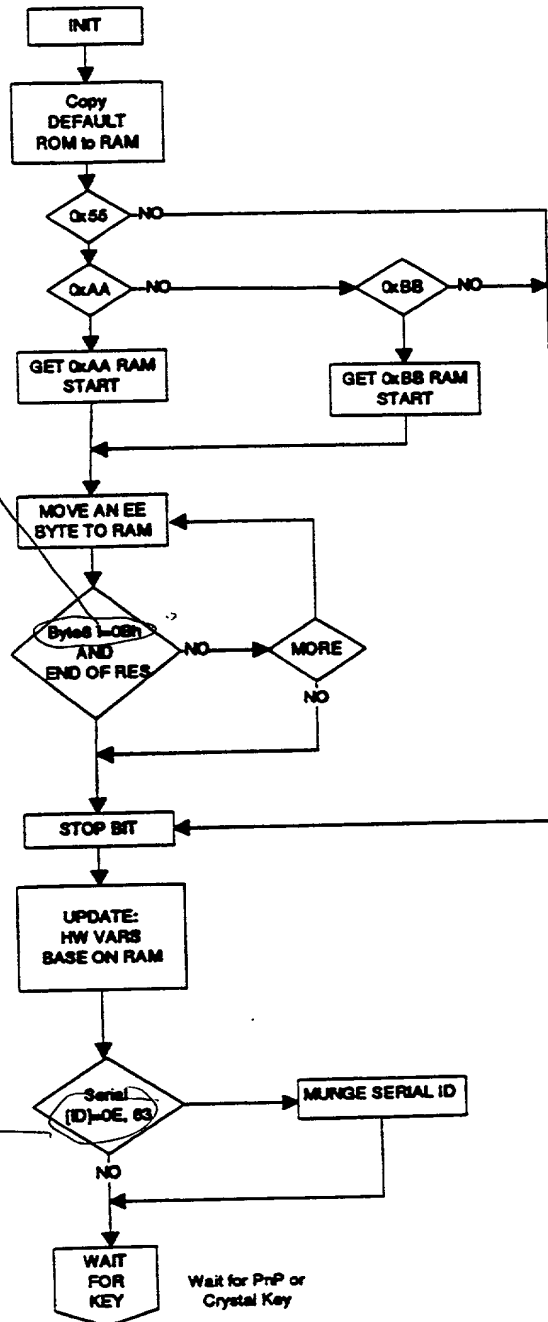 INIT
Copy
DEFAULT
ROM to RAM
0x55
NO
0xAA
NO
0xBB
NO
GET 0xAA RAM
START
GET 0xBB RAM
START
MOVE AN EE
BYTE TO RAM
Byte8 !=0Bh
AND
END OF RES
NO
MORE
NO
STOP BIT
UPDATE:
HW VARS
BASE ON RAM
Serial
[ID]=0E, 63
MUNGE SERIAL ID
NO
WAIT
FOR
KEY
Wait for PnP or
Crystal Key